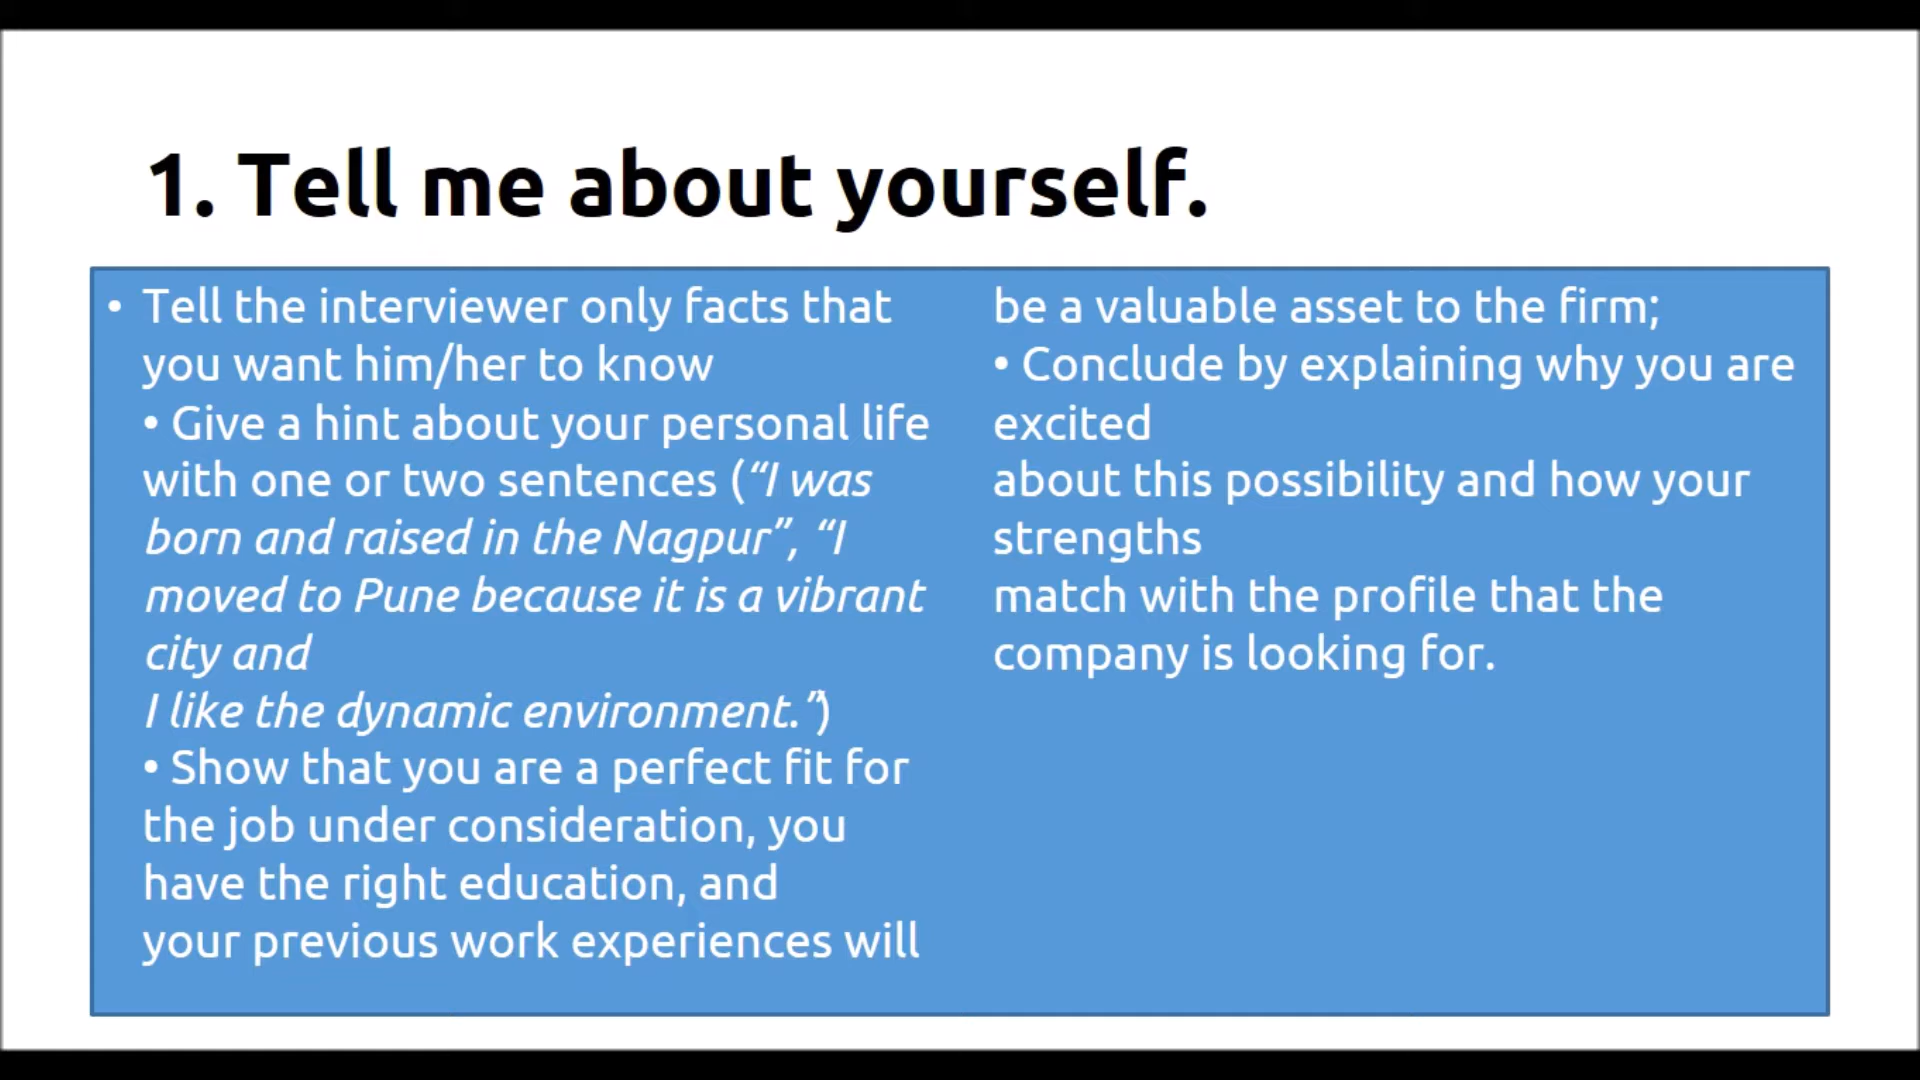 1. Tell me about yourself.
• Tell the interviewer only facts that
you want him/her to know
• Give a hint about your personal life
with one or two sentences (“I was
born and raised in the Nagpur”, “I
moved to Pune because it is a vibrant
city and
I like the dynamic environment.”)
• Show that you are a perfect fit for
the job under consideration, you
have the right education, and
your previous work experiences will
be a valuable asset to the firm;
• Conclude by explaining why you are
excited
about this possibility and how your
strengths
match with the profile that the
company is looking for.